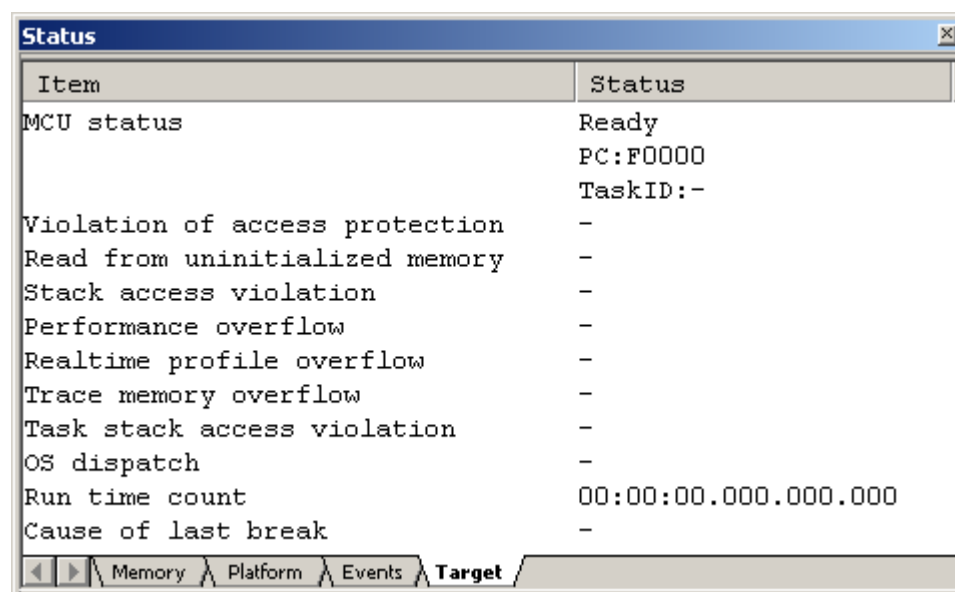 Status
Item Status
MCU status Ready
PC:F0000
TaskID:-
Violation of access protection -
Read from uninitialized memory -
Stack access violation -
Performance overflow -
Realtime profile overflow -
Trace memory overflow -
Task stack access violation -
OS dispatch -
Run time count 00:00:00.000.000.000
Cause of last break -
Memory Platform Events Target